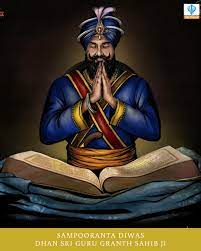 SAMPOORANTA DIWAS
DHAN SRI GURU GRANTH SAHIB JI